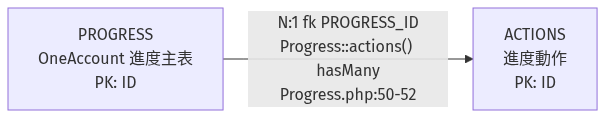 PROGRESS
OneAccount 進度主表
PK: ID
N:1 fk PROGRESS_ID
Progress::actions()
hasMany
Progress.php:50-52
ACTIONS
進度動作
PK: ID